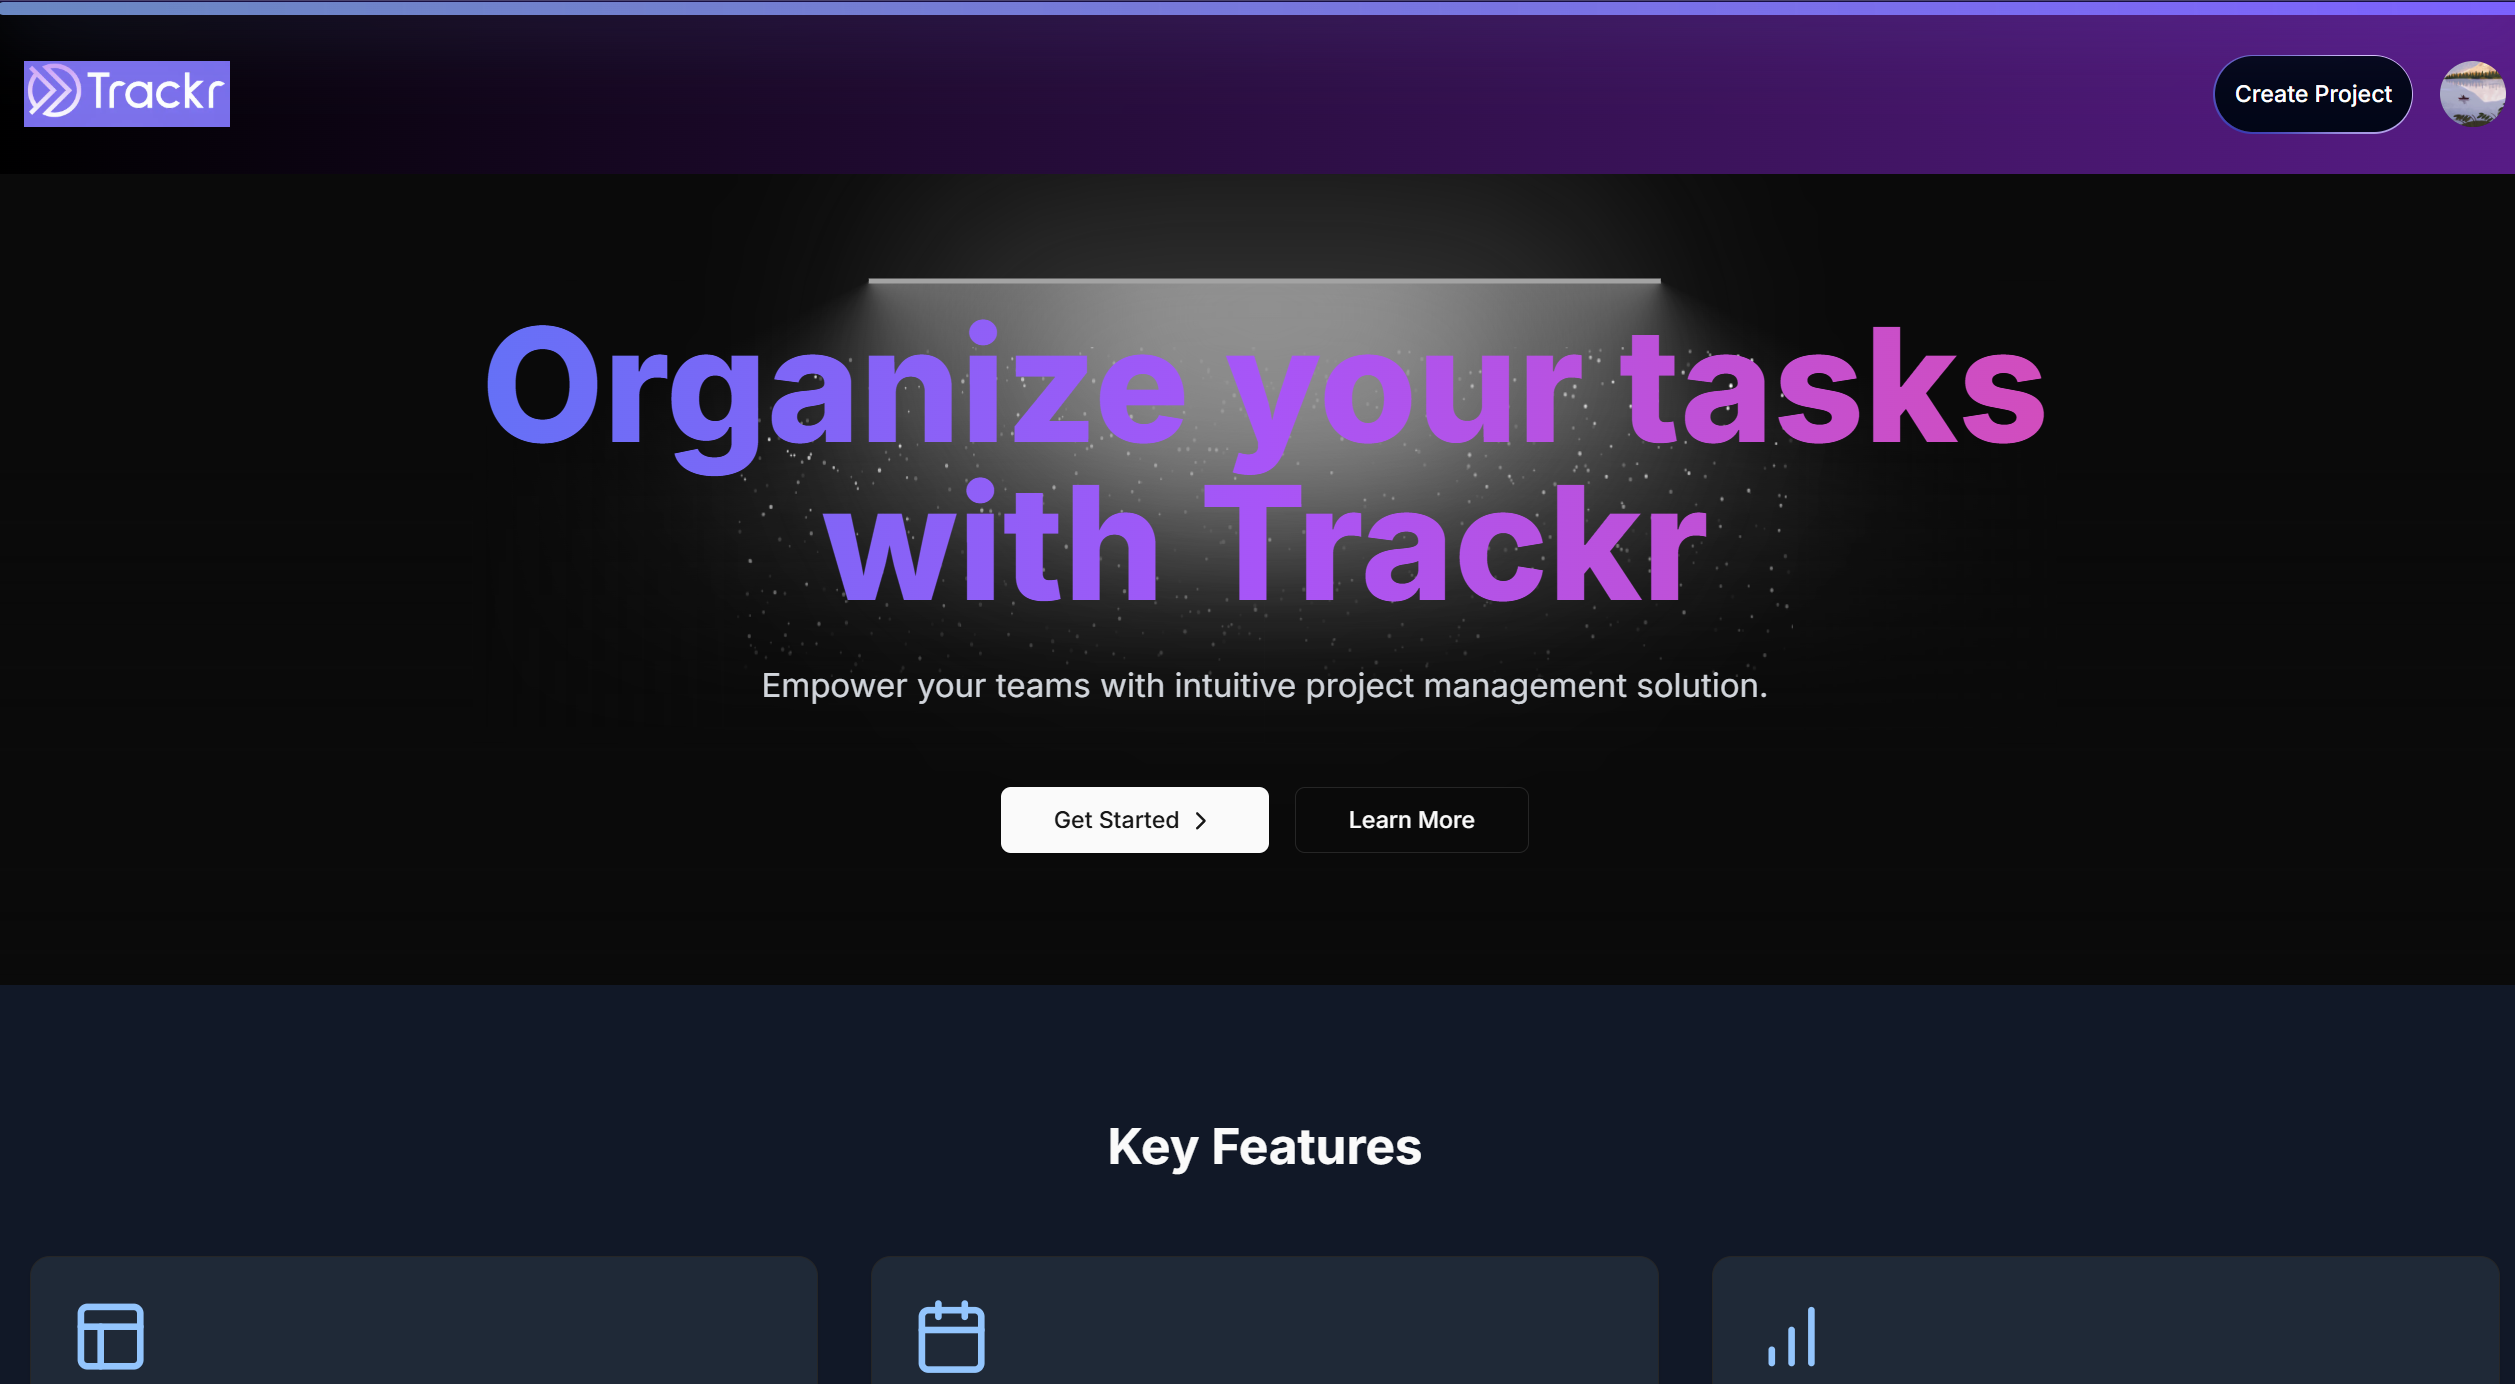 Trackr
Create Project
Organize your tasks
with Trackr
Empower your teams with intuitive project management solution.
Get Started
Learn More
Key Features